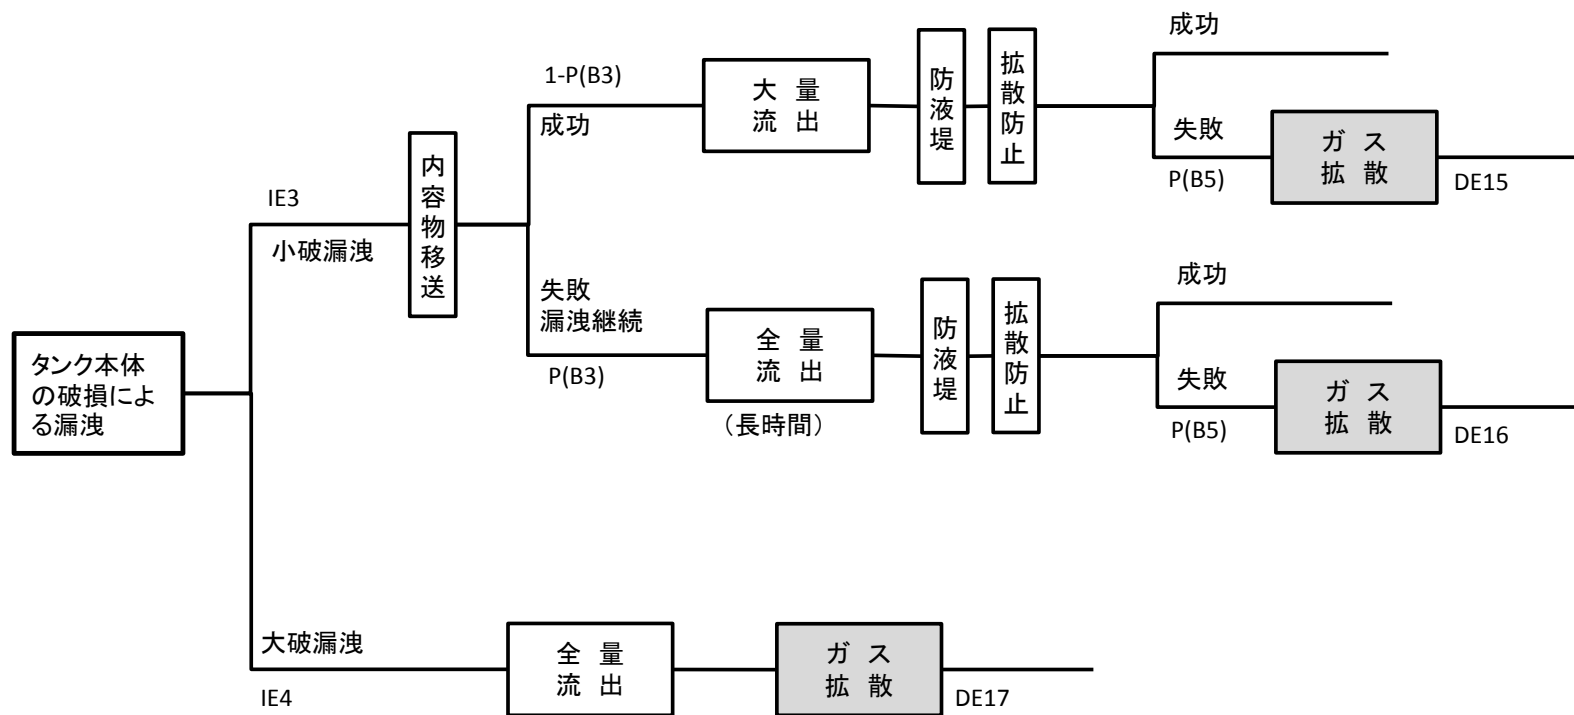 成功
1-P(B3)
大 量
流 出
成功
防液堤
拡散防止
失敗
P(B5)
ガ ス
拡 散
DE15
内容物移送
IE3
小破漏洩
失敗
漏洩継続
P(B3)
全 量
流 出
（長時間）
防液堤
拡散防止
成功
失敗
P(B5)
ガ ス
拡 散
DE16
タンク本体
の破損によ
る漏洩
大破漏洩
IE4
全 量
流 出
ガ ス
拡 散
DE17